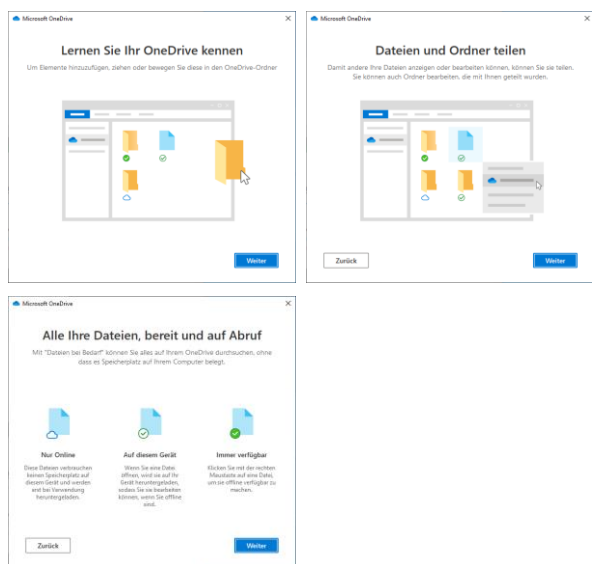 Microsoft OneDrive
Lernen Sie Ihr OneDrive kennen
Um Elemente hinzuzufügen, ziehen oder bewegen Sie diese in den OneDrive-Ordner
Weiter
Microsoft OneDrive
Dateien und Ordner teilen
Damit andere Ihre Dateien anzeigen oder bearbeiten können, können Sie sie teilen.
Sie können auch Ordner bearbeiten, die mit Ihnen geteilt wurden.
Zurück
Weiter
Microsoft OneDrive
Alle Ihre Dateien, bereit und auf Abruf
Mit "Dateien bei Bedarf" können Sie alles auf Ihrem OneDrive durchsuchen, ohne
dass es Speicherplatz auf Ihrem Computer belegt.
Nur Online
Diese Dateien verbrauchen
keinen Speicherplatz auf
diesem Gerät und werden
erst bei Verwendung
heruntergeladen.
Auf diesem Gerät
Wenn Sie eine Datei
öffnen, wird sie auf Ihr
Gerät heruntergeladen,
sodass Sie sie bearbeiten
können, wenn Sie offline
sind.
Immer verfügbar
Klicken Sie mit der rechten
Maustaste auf eine Datei,
um sie offline verfügbar zu
machen.
Zurück
Weiter